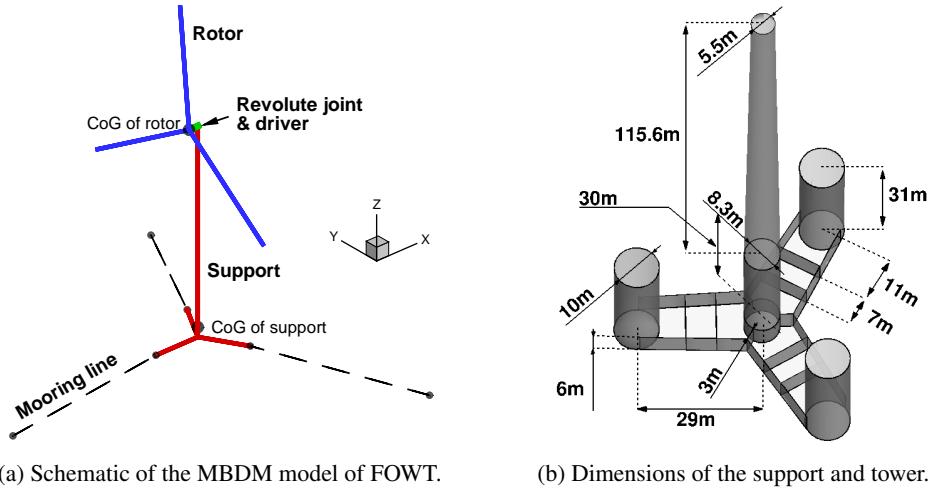 Rotor
CoG of rotor
Revolute joint
& driver
Z
Y
X
Support
CoG of support
Mooring line
5.5m
115.6m
30m
8.3m
31m
10m
11m
7m
6m
3m
29m
(a) Schematic of the MBDM model of FOWT.
(b) Dimensions of the support and tower.